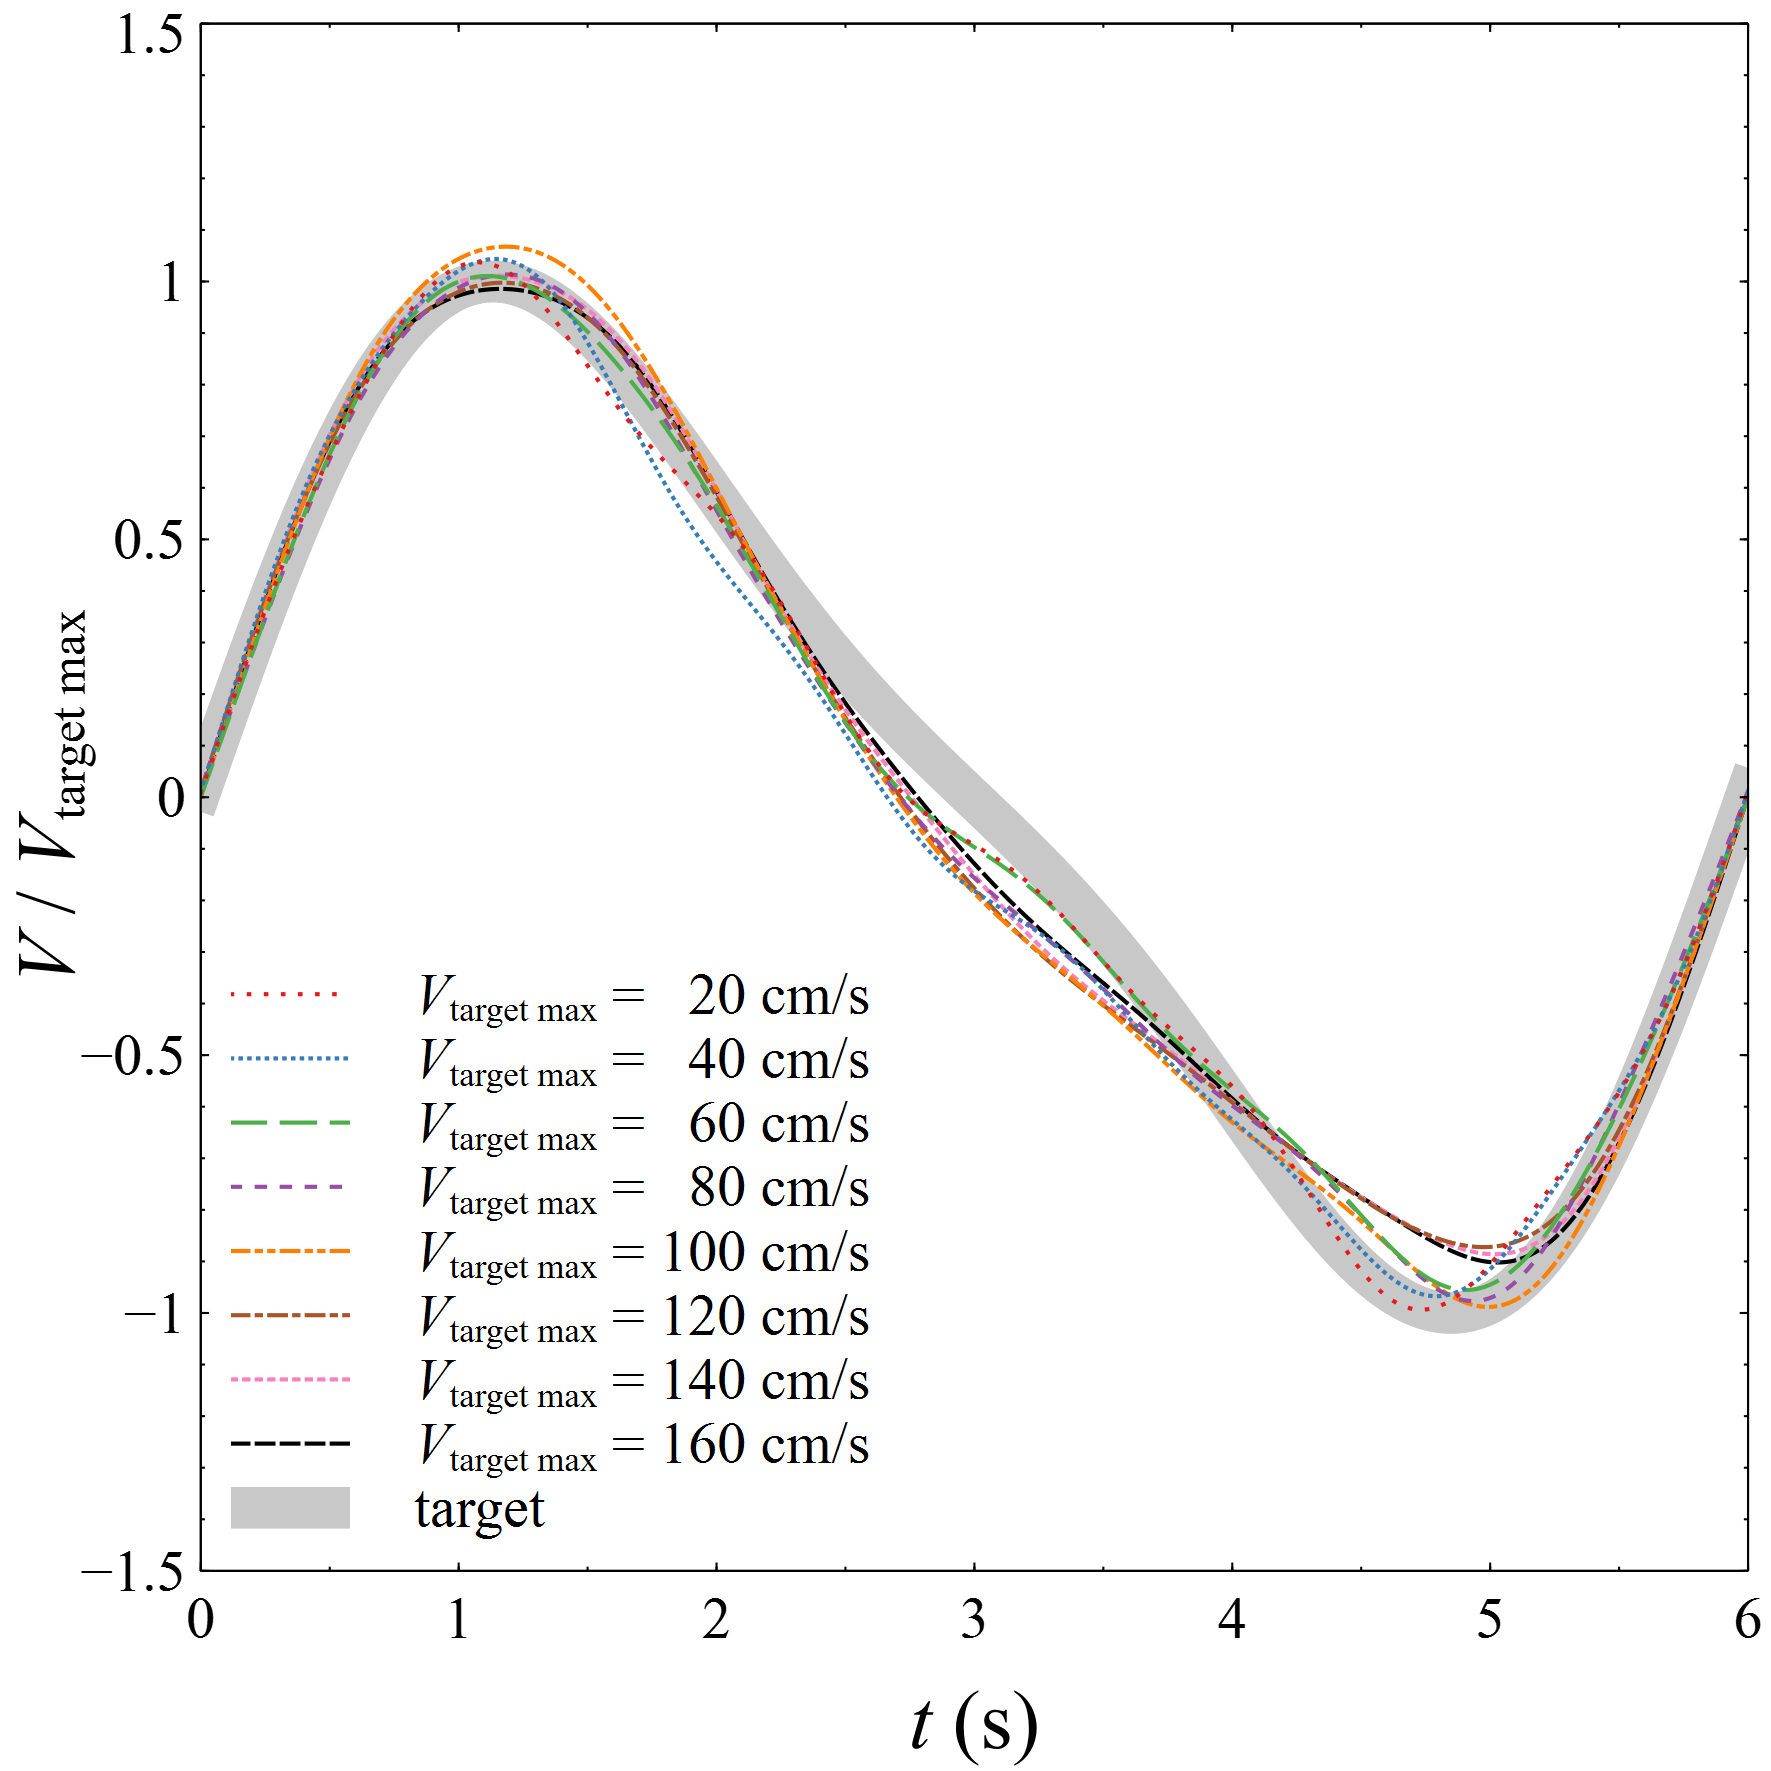 1.5
1
0.5
0
−0.5
−1
−1.5
V / Vtarget max
Vtarget max = 20 cm/s
Vtarget max = 40 cm/s
Vtarget max = 60 cm/s
Vtarget max = 80 cm/s
Vtarget max = 100 cm/s
Vtarget max = 120 cm/s
Vtarget max = 140 cm/s
Vtarget max = 160 cm/s
target
0 1 2 3 4 5 6
t (s)